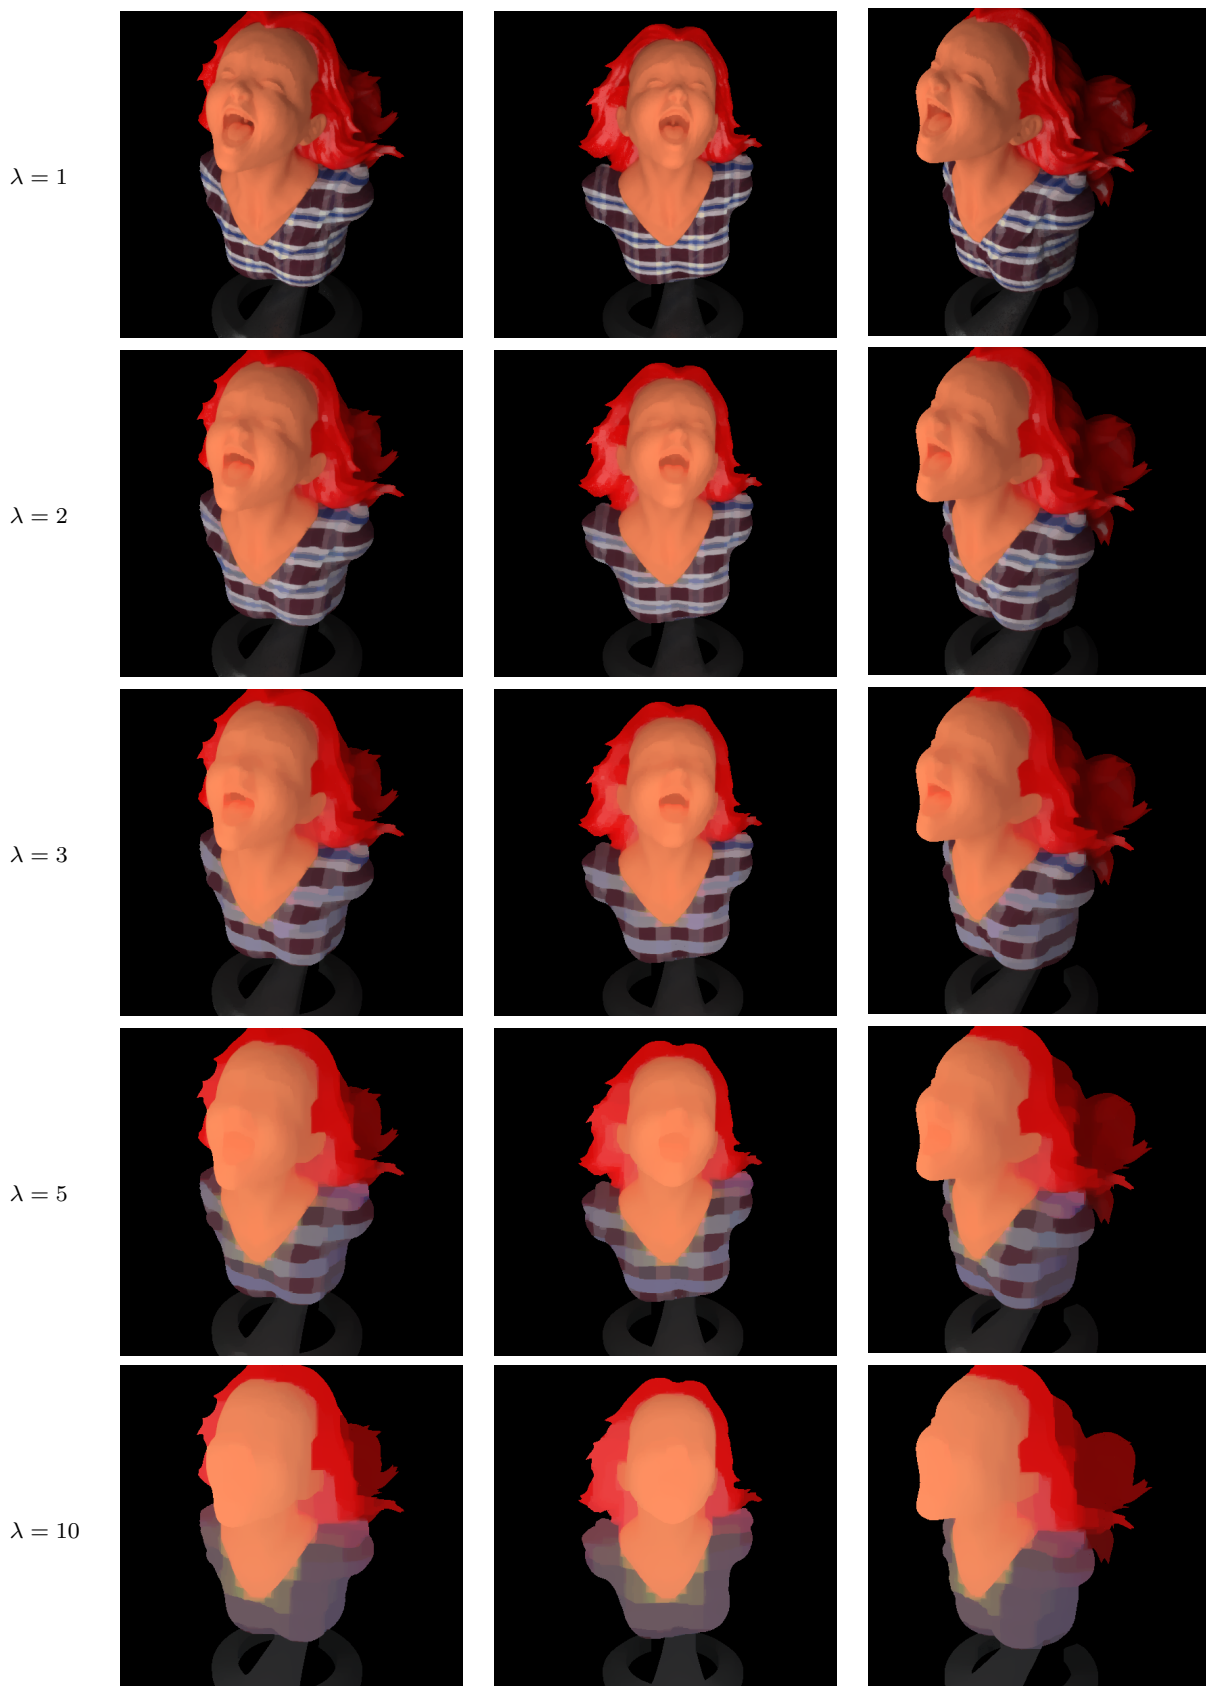 λ = 1
λ = 2
λ = 3
λ = 5
λ = 10